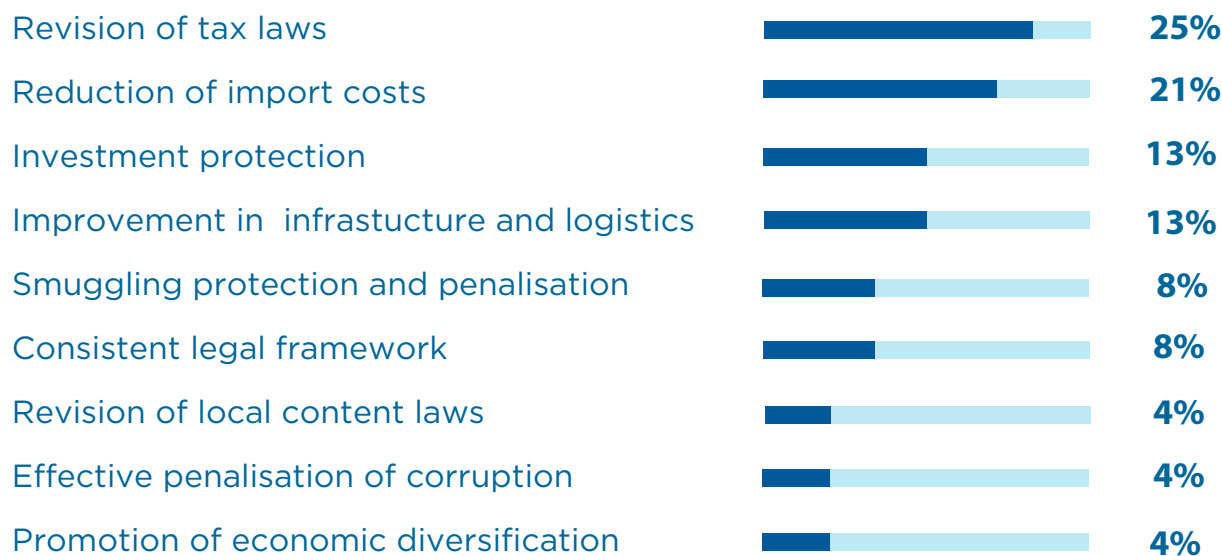 Revision of tax laws 25%
Reduction of import costs 21%
Investment protection 13%
Improvement in  infrastucture and logistics 13%
Smuggling protection and penalisation 8%
Consistent legal framework 8%
Revision of local content laws 4%
Effective penalisation of corruption 4%
Promotion of economic diversification 4%